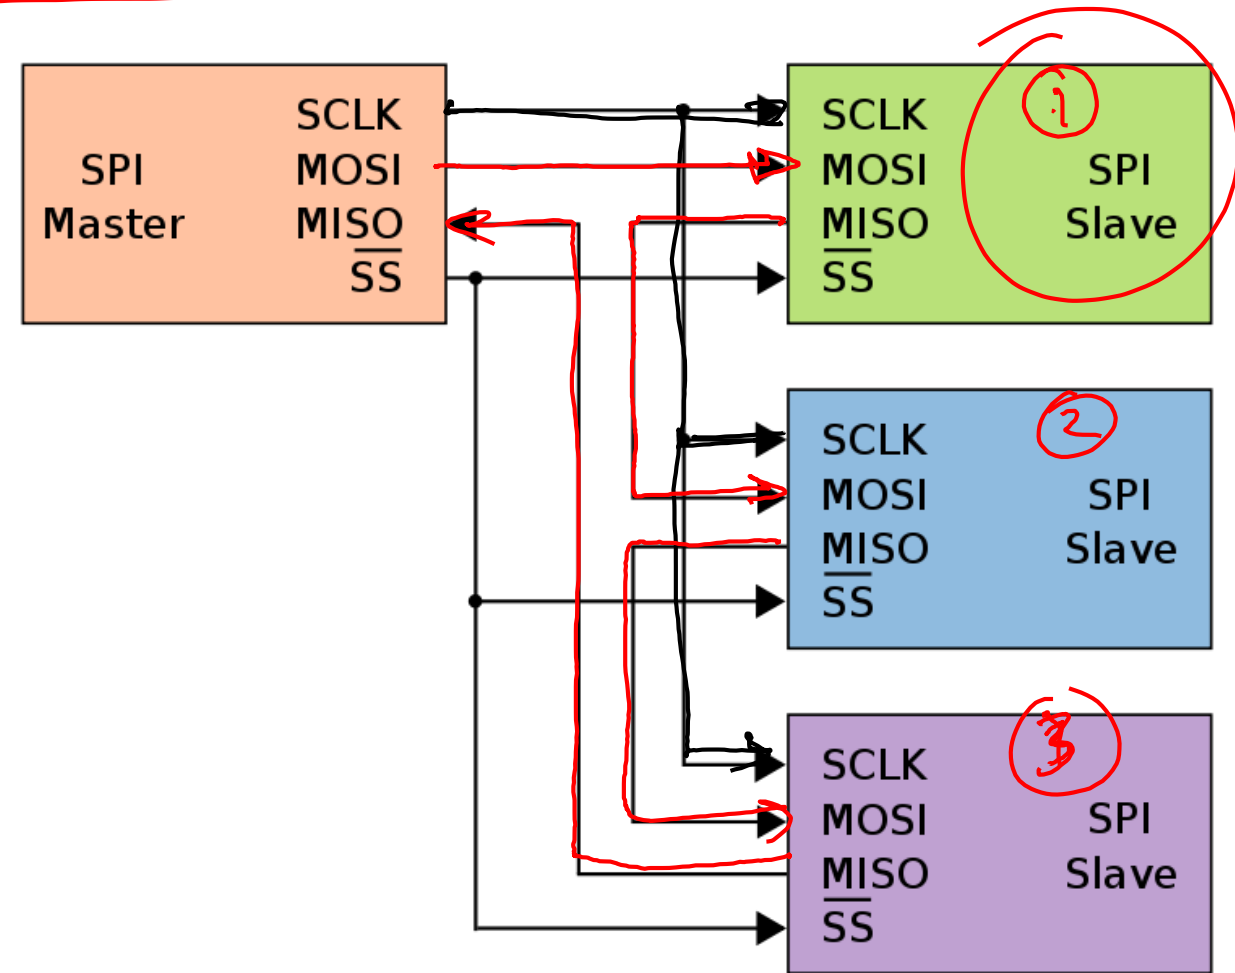 SPI
Master
SCLK
MOSI
MISO
SS
1
SCLK
MOSI
MISO
SS
SPI
Slave
2
SCLK
MOSI
MISO
SS
SPI
Slave
3
SCLK
MOSI
MISO
SS
SPI
Slave